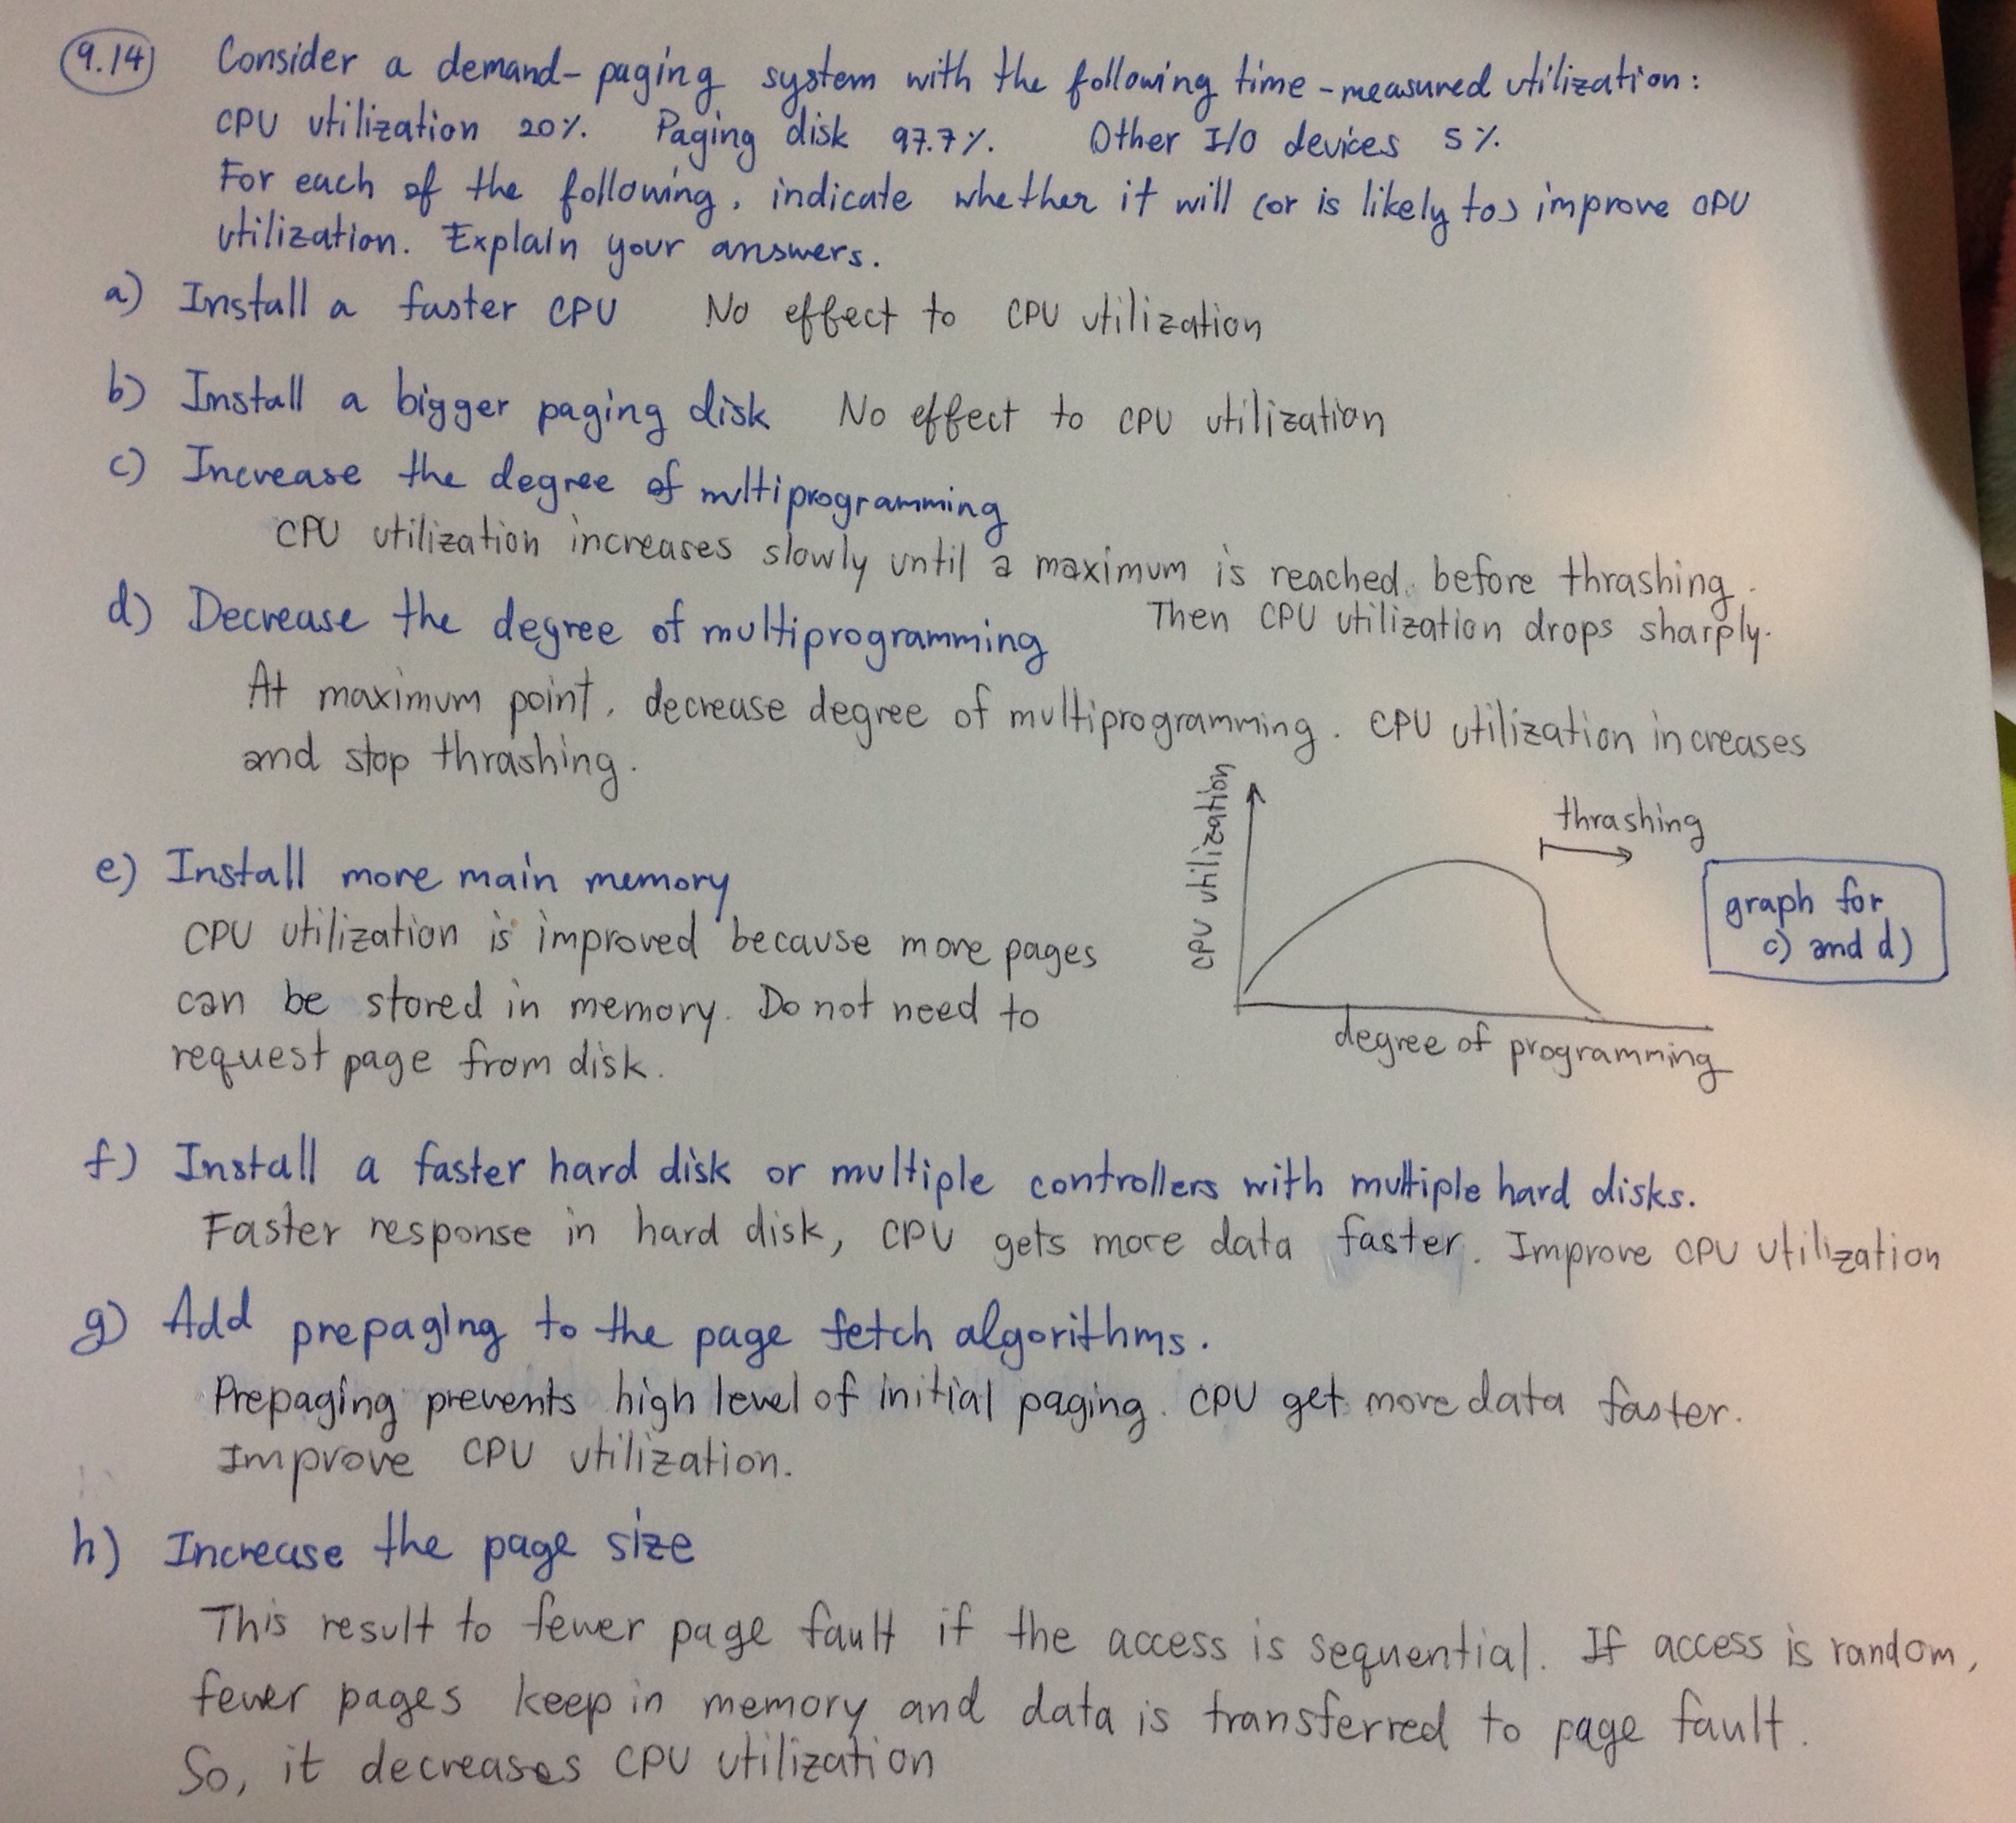 9.14) Consider a demand-paging system with the following time-measured utilization:
CPU utilization 20%. Paging disk 97.7%. Other I/O devices 5%.
For each of the following, indicate whether it will (or is likely to) improve CPU
utilization. Explain your answers.
a) Install a faster CPU No effect to CPU utilization
b) Install a bigger paging disk No effect to CPU utilization
c) Increase the degree of multiprogramming
CPU utilization increases slowly until a maximum is reached before thrashing.
Then CPU utilization drops sharply.
d) Decrease the degree of multiprogramming
At maximum point, decrease degree of multiprogramming. CPU utilization increases
and stop thrashing.
e) Install more main memory
CPU utilization is improved because more pages
can be stored in memory. Do not need to
request page from disk.
CPU utilization
thrashing
degree of programming
graph for
c) and d)
f) Install a faster hard disk or multiple controllers with multiple hard disks.
Faster response in hard disk, CPU gets more data faster. Improve CPU utilization
g) Add prepaging to the page fetch algorithms.
Prepaging prevents high level of initial paging. CPU get more data faster.
Improve CPU utilization.
h) Increase the page size
This result to fewer page fault if the access is sequential. If access is random,
fewer pages keep in memory and data is transferred to page fault.
So, it decreases CPU utilization